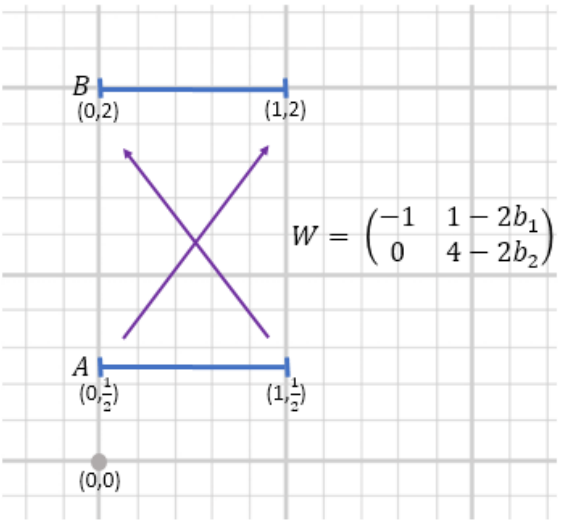 B
(0,2) (1,2)
W = (−1 1 − 2b₁
0 4 − 2b₂)
A
(0,½) (1,½)
(0,0)